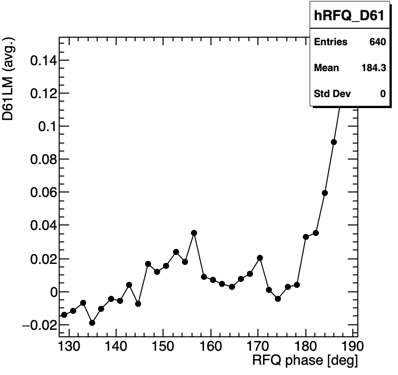 hRFQ_D61
Entries 640
Mean 184.3
Std Dev 0
D61LM (avg.)
0.14
0.12
0.1
0.08
0.06
0.04
0.02
0
−0.02
130 140 150 160 170 180 190
RFQ phase [deg]